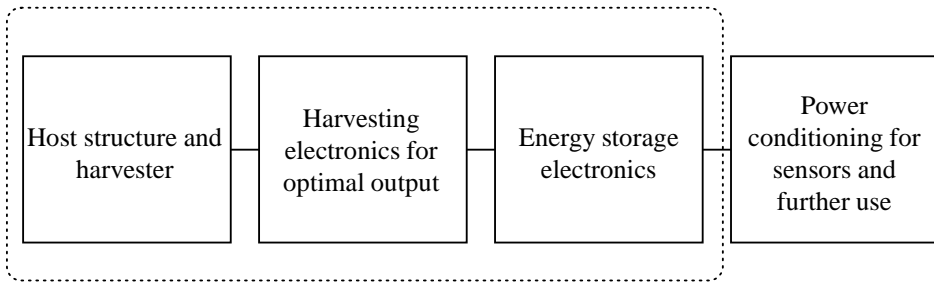 Host structure and
harvester
Harvesting
electronics for
optimal output
Energy storage
electronics
Power
conditioning for
sensors and
further use